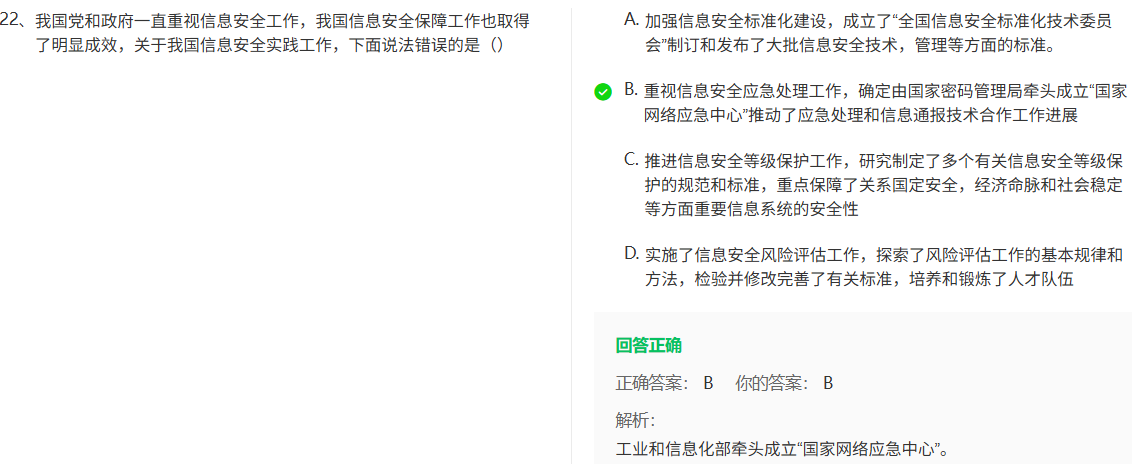 22、我国党和政府一直重视信息安全工作，我国信息安全保障工作也取得
了明显成效，关于我国信息安全实践工作，下面说法错误的是（）
A. 加强信息安全标准化建设，成立了“全国信息安全标准化技术委员
会”制订和发布了大批信息安全技术，管理等方面的标准。
B. 重视信息安全应急处理工作，确定由国家密码管理局牵头成立“国家
网络应急中心”推动了应急处理和信息通报技术合作工作进展
C. 推进信息安全等级保护工作，研究制定了多个有关信息安全等级保
护的规范和标准，重点保障了关系国定安全，经济命脉和社会稳定
等方面重要信息系统的安全性
D. 实施了信息安全风险评估工作，探索了风险评估工作的基本规律和
方法，检验并修改完善了有关标准，培养和锻炼了人才队伍
回答正确
正确答案： B 你的答案： B
解析：
工业和信息化部牵头成立“国家网络应急中心”。